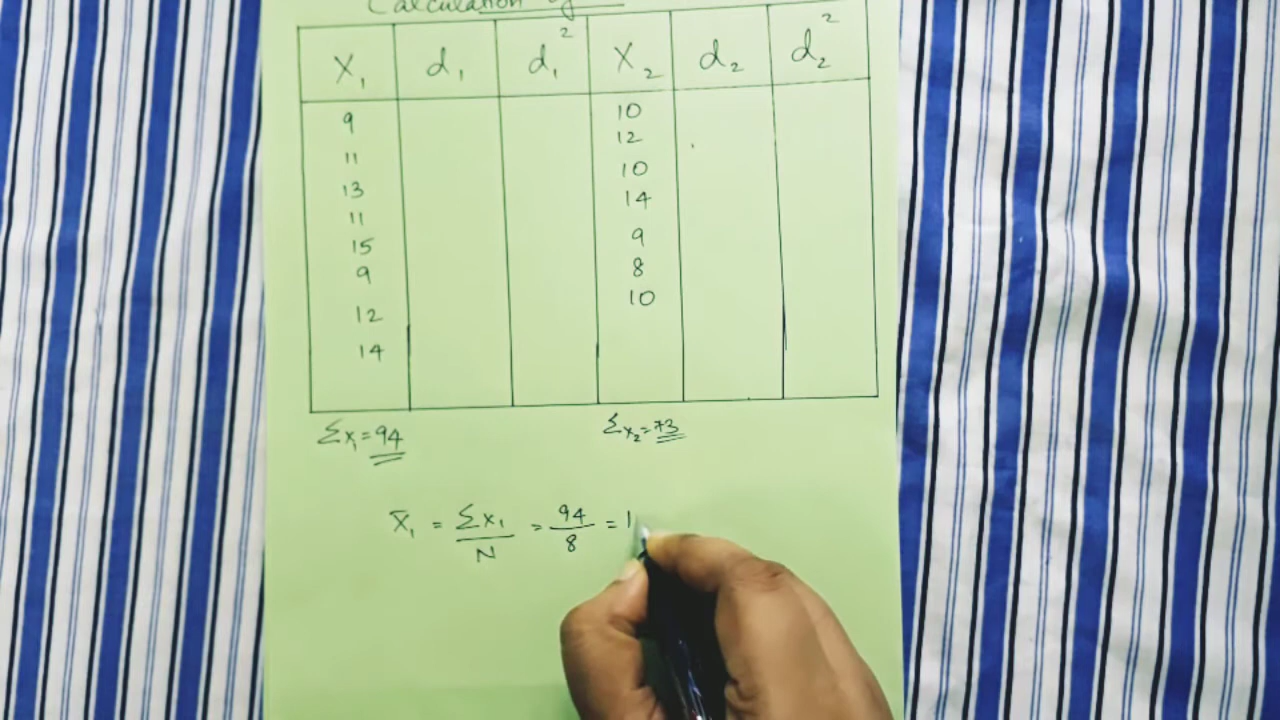 Calculation
X₁ d₁ d₁² X₂ d₂ d₂²
9 10
11 12
13 10
11 14
15 9
9 8
12 10
14
Σx₁=94 Σx₂=73
X̄₁ = Σx₁/N = 94/8 = 1